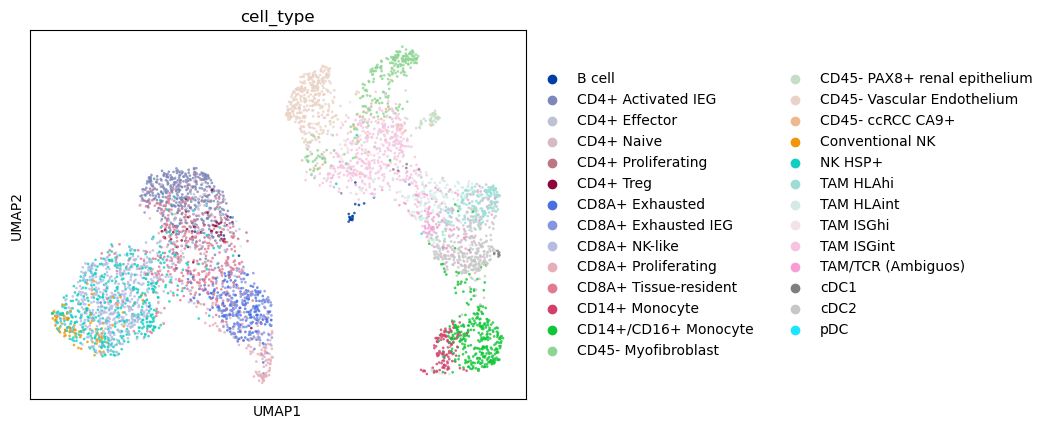 cell_type
UMAP2
UMAP1
B cell
CD4+ Activated IEG
CD4+ Effector
CD4+ Naive
CD4+ Proliferating
CD4+ Treg
CD8A+ Exhausted
CD8A+ Exhausted IEG
CD8A+ NK-like
CD8A+ Proliferating
CD8A+ Tissue-resident
CD14+ Monocyte
CD14+/CD16+ Monocyte
CD45- Myofibroblast
CD45- PAX8+ renal epithelium
CD45- Vascular Endothelium
CD45- ccRCC CA9+
Conventional NK
NK HSP+
TAM HLAhi
TAM HLAint
TAM ISGhi
TAM ISGint
TAM/TCR (Ambiguos)
cDC1
cDC2
pDC